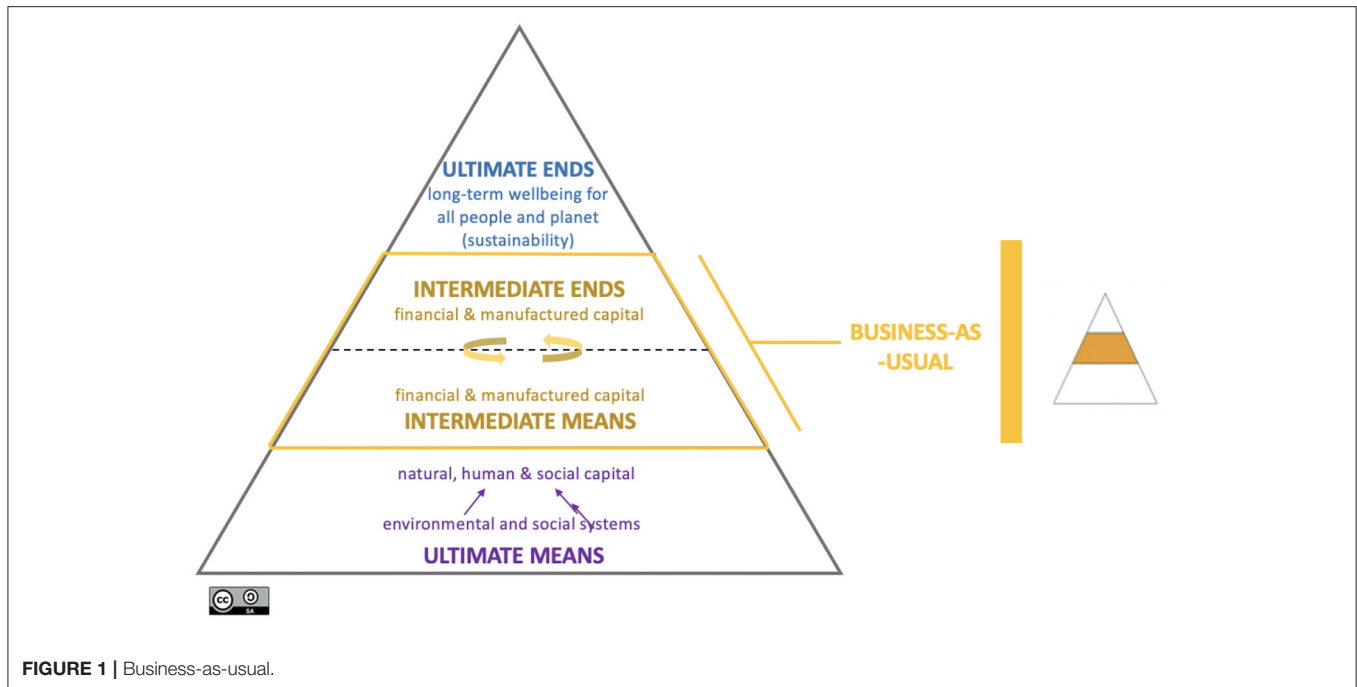 ULTIMATE ENDS
long-term wellbeing for
all people and planet
(sustainability)
INTERMEDIATE ENDS
financial & manufactured capital
financial & manufactured capital
INTERMEDIATE MEANS
BUSINESS-AS
-USUAL
natural, human & social capital
environmental and social systems
ULTIMATE MEANS
cc
SA
FIGURE 1 | Business-as-usual.